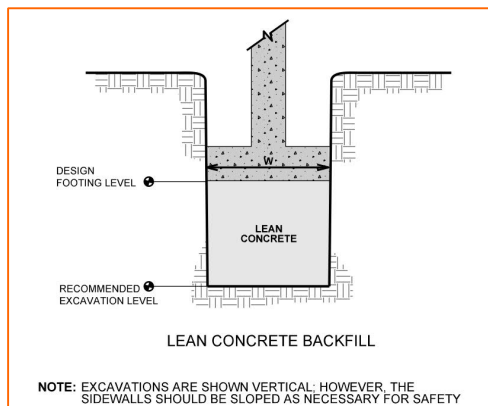 N
W
DESIGN
FOOTING LEVEL
LEAN
CONCRETE
RECOMMENDED
EXCAVATION LEVEL
LEAN CONCRETE BACKFILL
NOTE: EXCAVATIONS ARE SHOWN VERTICAL; HOWEVER, THE
SIDEWALLS SHOULD BE SLOPED AS NECESSARY FOR SAFETY